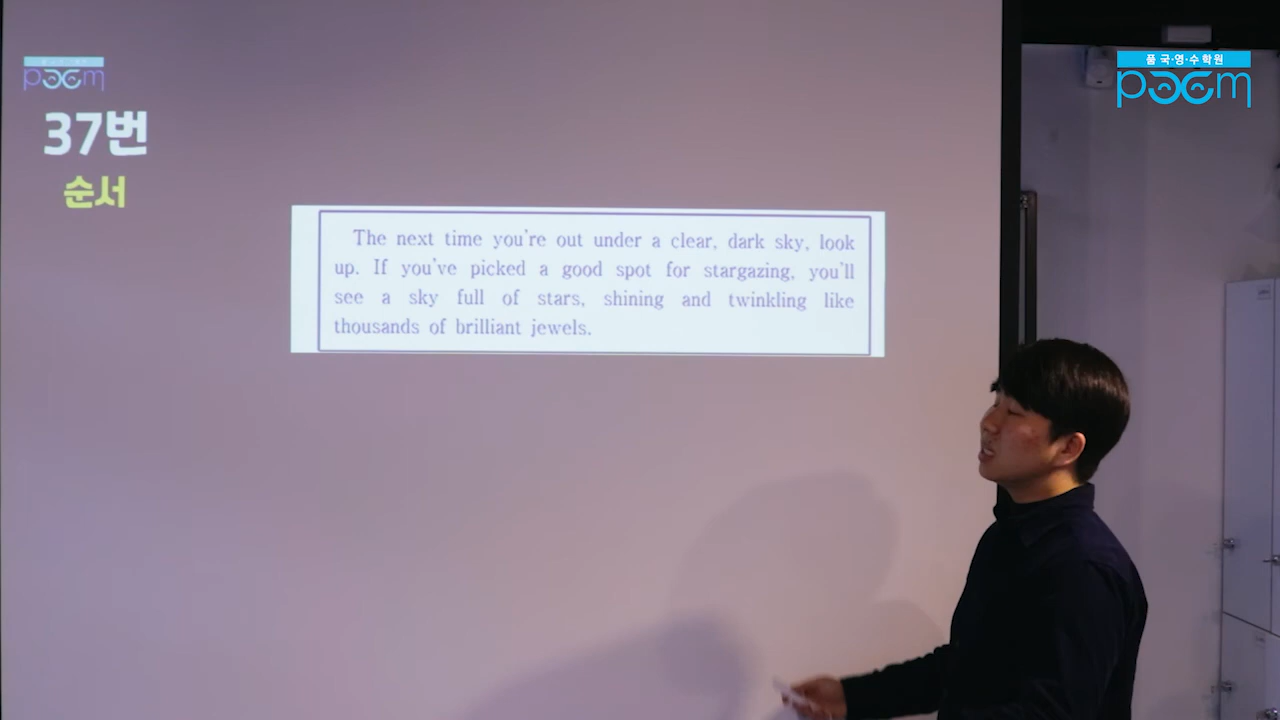 poem
37번
순서
The next time you're out under a clear, dark sky, look
up. If you've picked a good spot for stargazing, you'll
see a sky full of stars, shining and twinkling like
thousands of brilliant jewels.
품 국·영·수 학원
poem